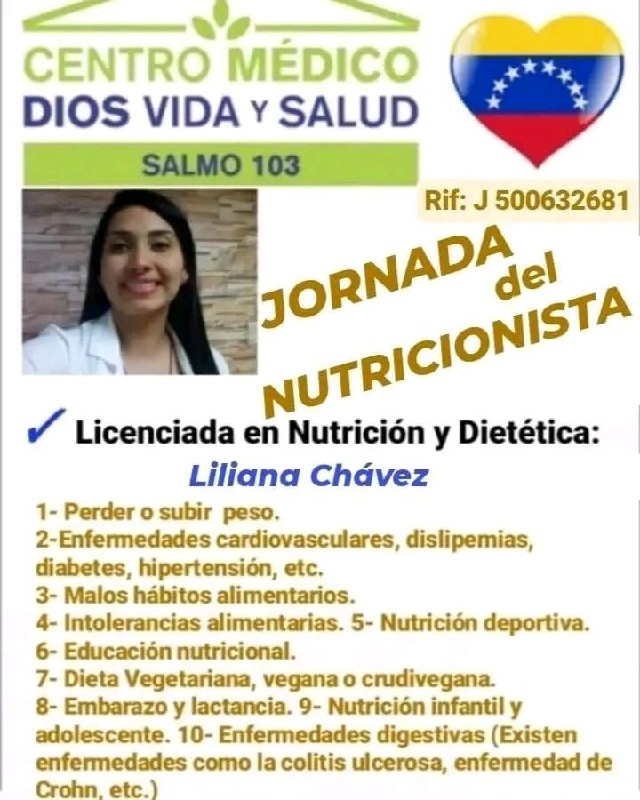 CENTRO MÉDICO
DIOS VIDA Y SALUD
SALMO 103
Rif: J 500632681
JORNADA
del
NUTRICIONISTA
Licenciada en Nutrición y Dietética:
Liliana Chávez
1- Perder o subir peso.
2-Enfermedades cardiovasculares, dislipemias,
diabetes, hipertensión, etc.
3- Malos hábitos alimentarios.
4- Intolerancias alimentarias. 5- Nutrición deportiva.
6- Educación nutricional.
7- Dieta Vegetariana, vegana o crudivegana.
8- Embarazo y lactancia. 9- Nutrición infantil y
adolescente. 10- Enfermedades digestivas (Existen
enfermedades como la colitis ulcerosa, enfermedad de
Crohn, etc.)